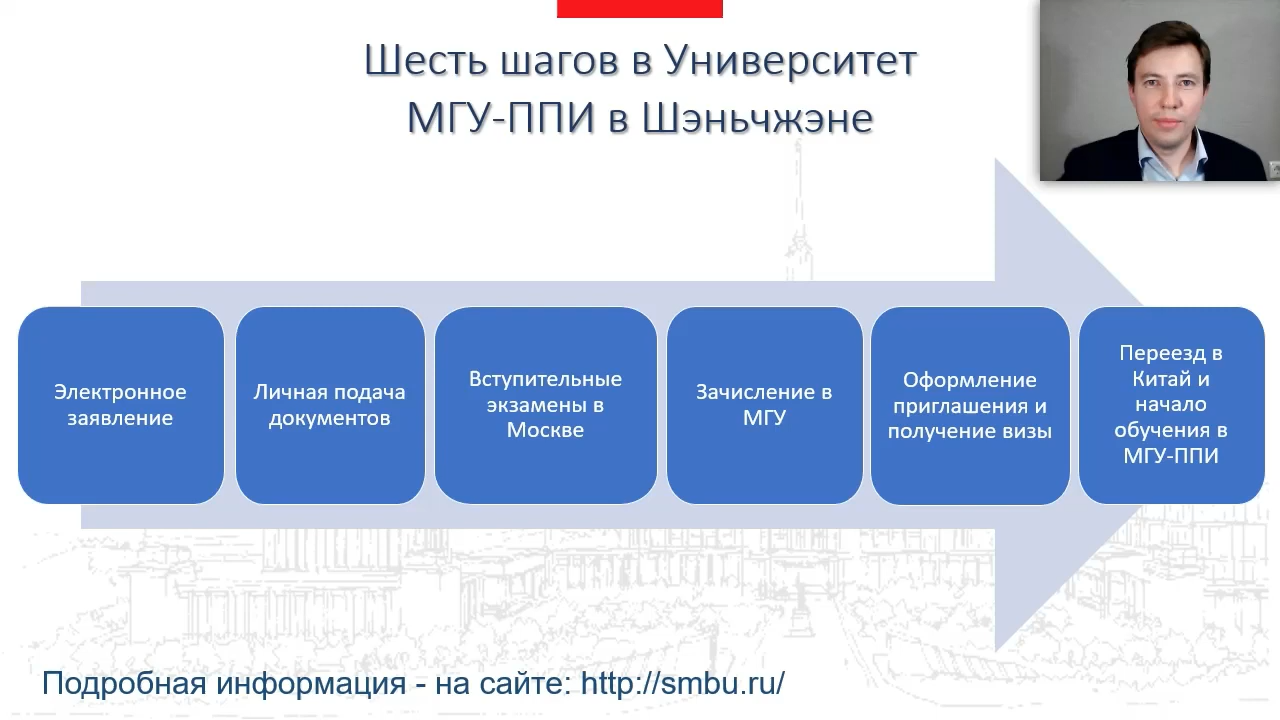 Шесть шагов в Университет
МГУ-ППИ в Шэньчжэне
Электронное
заявление
Личная подача
документов
Вступительные
экзамены в
Москве
Зачисление в
МГУ
Оформление
приглашения и
получение визы
Переезд в
Китай и
начало
обучения в
МГУ-ППИ
Подробная информация - на сайте: http://smbu.ru/